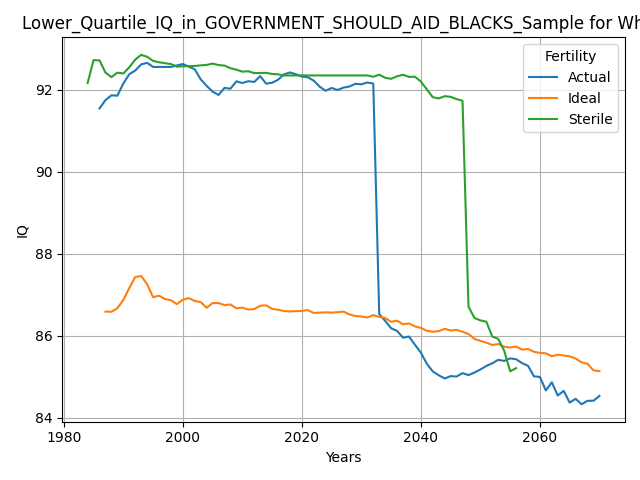 Lower_Quartile_IQ_in_GOVERNMENT_SHOULD_AID_BLACKS_Sample for Wh
Fertility
Actual
Ideal
Sterile
92
90
88
86
84
IQ
1980
2000
2020
2040
2060
Years